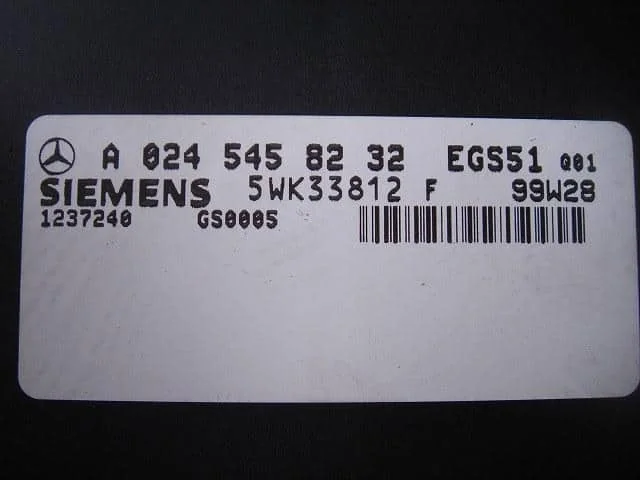 A 024 545 82 32 EGS51 Q01
SIEMENS 5WK33812 F 99W28
1237240 GS0005